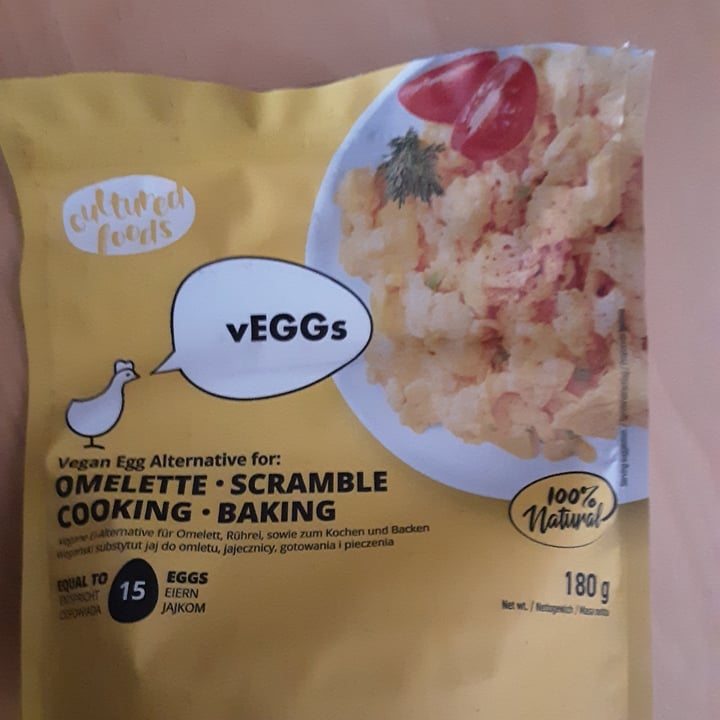 cultured
foods
vEGGs
Vegan Egg Alternative for:
OMELETTE • SCRAMBLE
COOKING • BAKING
Vegane Ei-Alternative für Omelett, Rührei, sowie zum Kochen und Backen
Wegański substytut jaj do omletu, jajecznicy, gotowania i pieczenia
100%
Natural
EQUAL TO
ENTSPRICHT
ODPOWIADA
15
EGGS
EIERN
JAJKOM
180 g
Net wt. / Nettogewicht / Masa netto